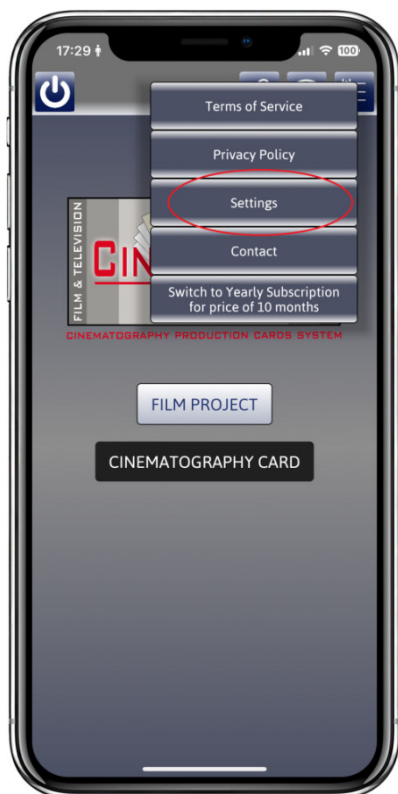 17:29
100
Terms of Service
Privacy Policy
Settings
Contact
Switch to Yearly Subscription
for price of 10 months
FILM & TELEVISION
CIN
CINEMATOGRAPHY PRODUCTION CARDS SYSTEM
FILM PROJECT
CINEMATOGRAPHY CARD